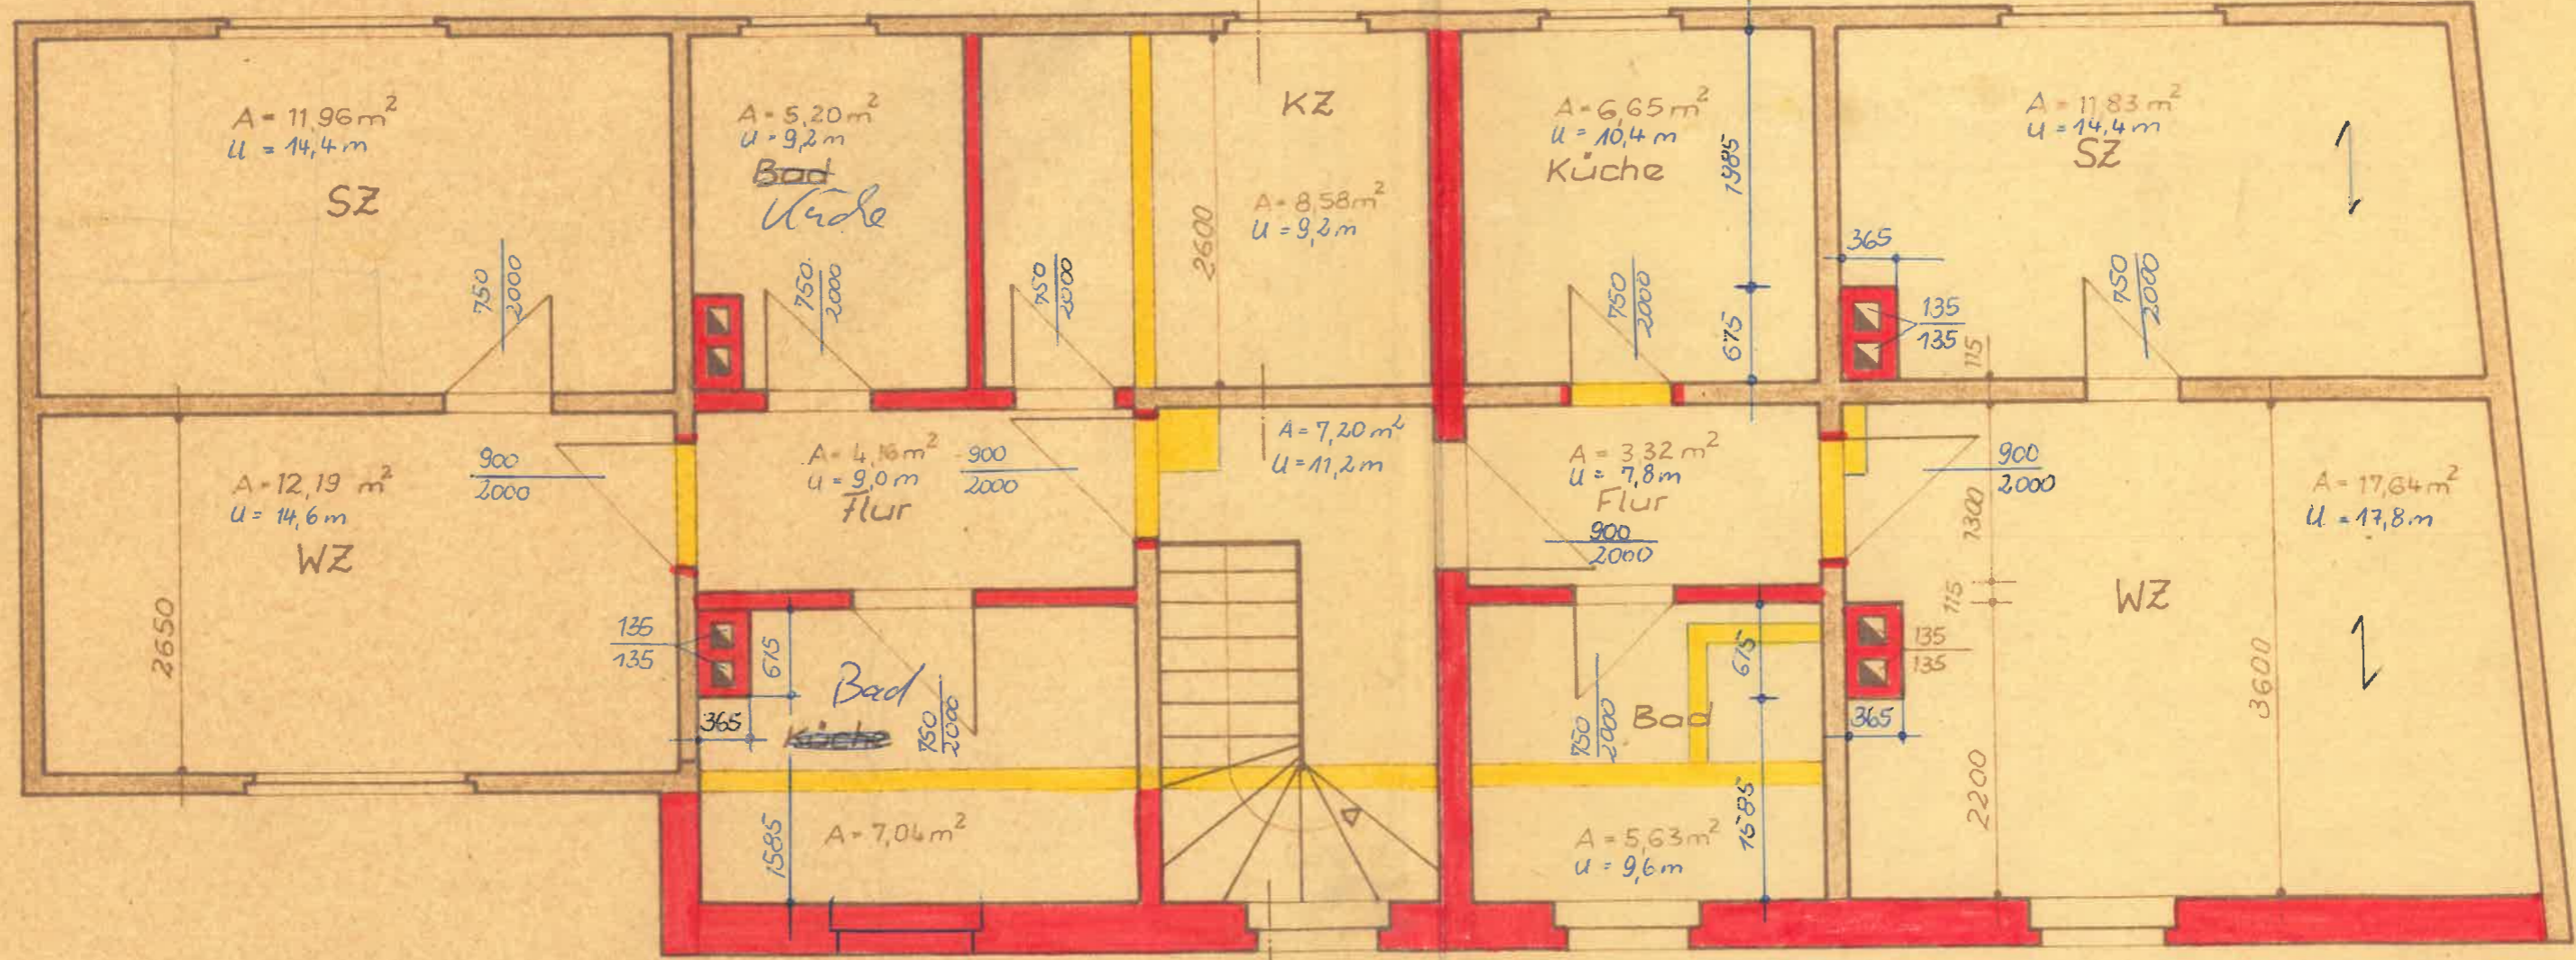 A = 11,96 m²
U = 14,4 m
SZ
750
2000
A = 5,20 m²
U = 9,2 m
Bad
Küche
750
2000
750
2000
2600
KZ
A = 8,58 m²
U = 9,2 m
A = 6,65 m²
U = 10,4 m
Küche
750
2000
1985
675
A = 11,83 m²
U = 14,4 m
SZ
365
135
135
115
750
2000
A = 12,19 m²
U = 14,6 m
WZ
2650
900
2000
A = 4,16 m²
U = 9,0 m
Flur
900
2000
A = 7,20 m²
U = 11,2 m
A = 3,32 m²
U = 7,8 m
Flur
900
2000
900
2000
1300
115
A = 17,64 m²
U = 17,8 m
WZ
3600
135
135
675
365
Bad
Küche
750
2000
1585
A = 7,04 m²
750
2000
Bad
675
1585
A = 5,63 m²
U = 9,6 m
135
135
365
2200